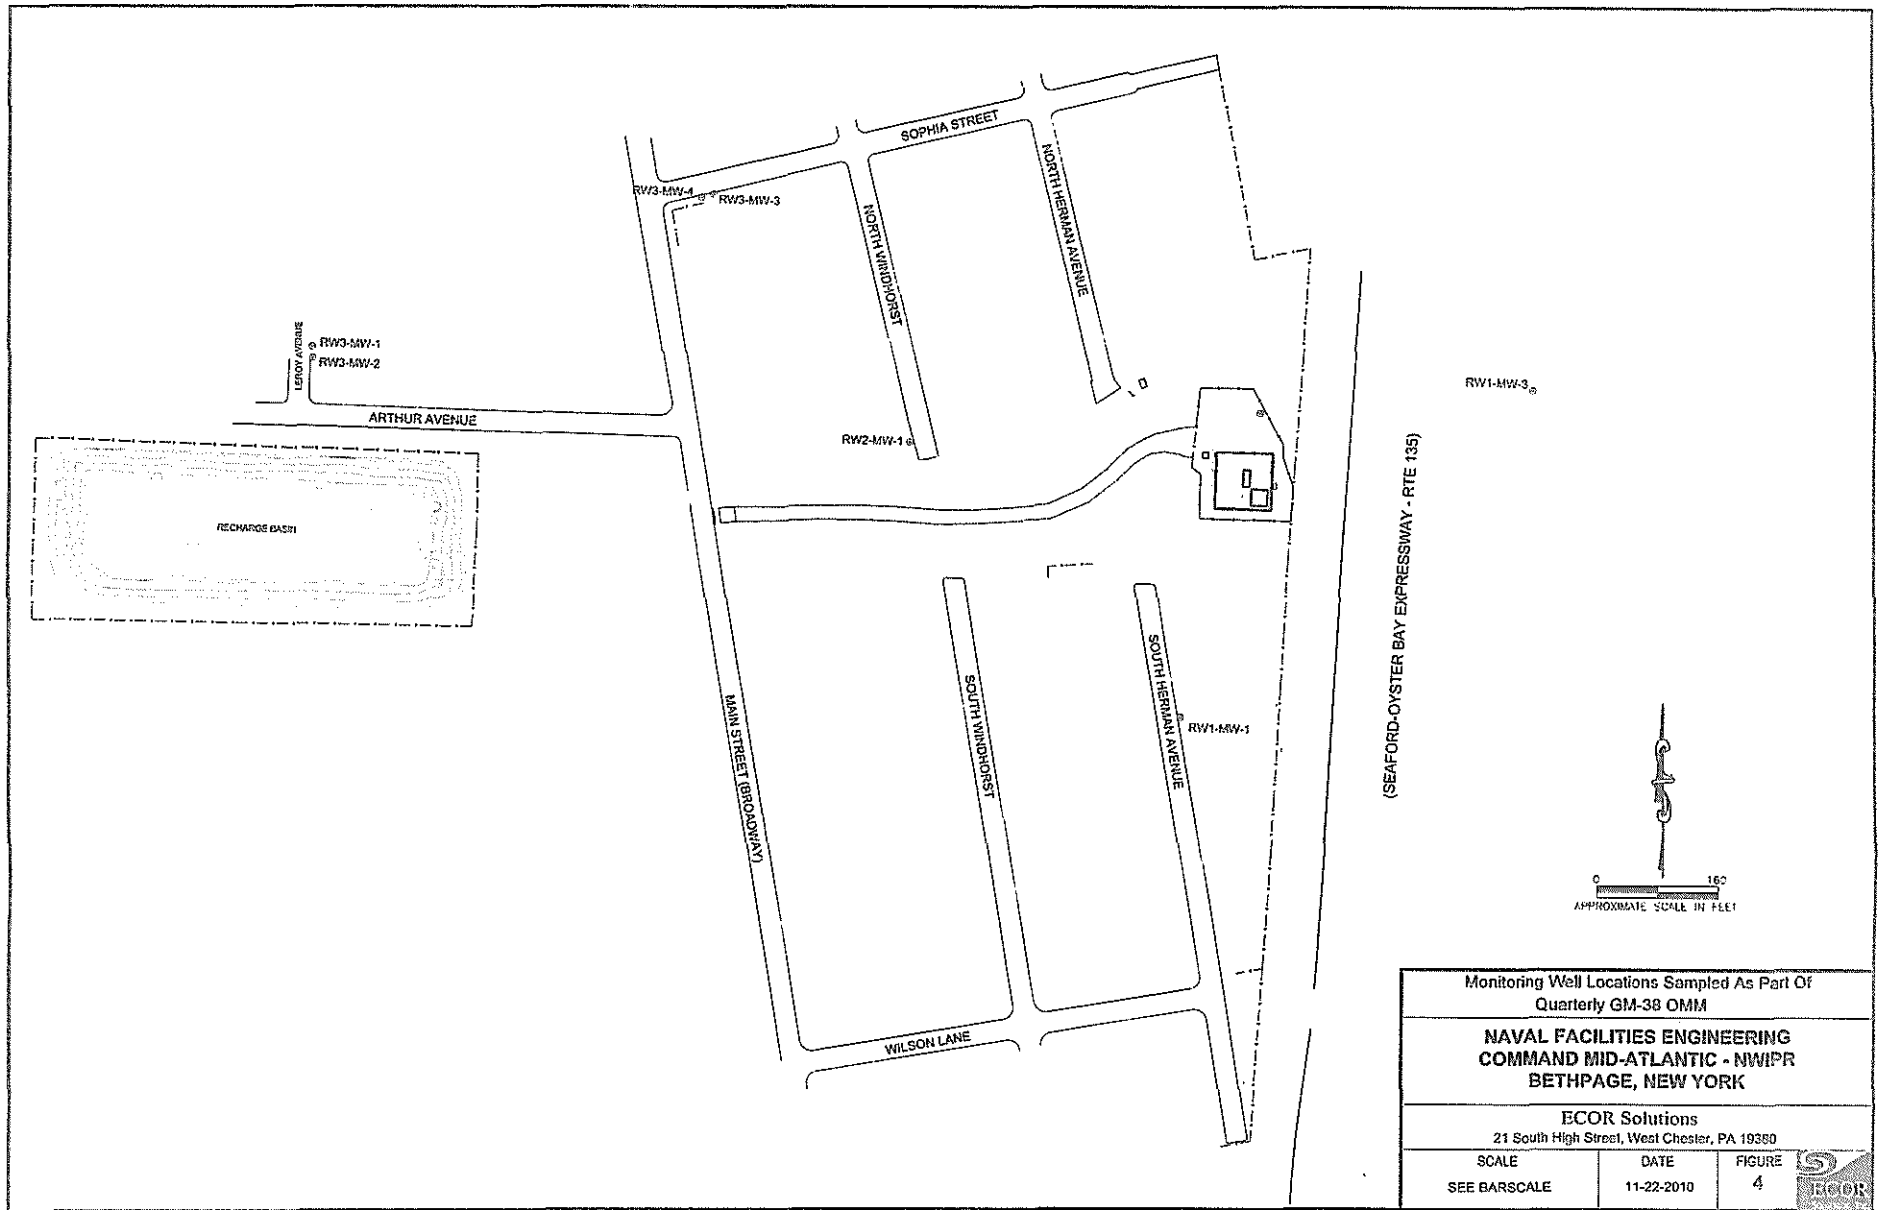 SOPHIA STREET
NORTH HERMAN AVENUE
RW3-MW-4
RW3-MW-3
NORTH WINDHORST
LEROY AVENUE
RW3-MW-1
RW3-MW-2
RW1-MW-3
ARTHUR AVENUE
RW2-MW-1
RECHARGE BASIN
(SEAFORD-OYSTER BAY EXPRESSWAY - RTE 135)
SOUTH HERMAN AVENUE
SOUTH WINDHORST
MAIN STREET (BROADWAY)
RW1-MW-1
0 160
APPROXIMATE SCALE IN FEET
WILSON LANE
Monitoring Well Locations Sampled As Part Of
Quarterly GM-38 OMM
NAVAL FACILITIES ENGINEERING
COMMAND MID-ATLANTIC - NWIPR
BETHPAGE, NEW YORK
ECOR Solutions
21 South High Street, West Chester, PA 19380
SCALE
SEE BARSCALE
DATE
11-22-2010
FIGURE
4
S
ECOR